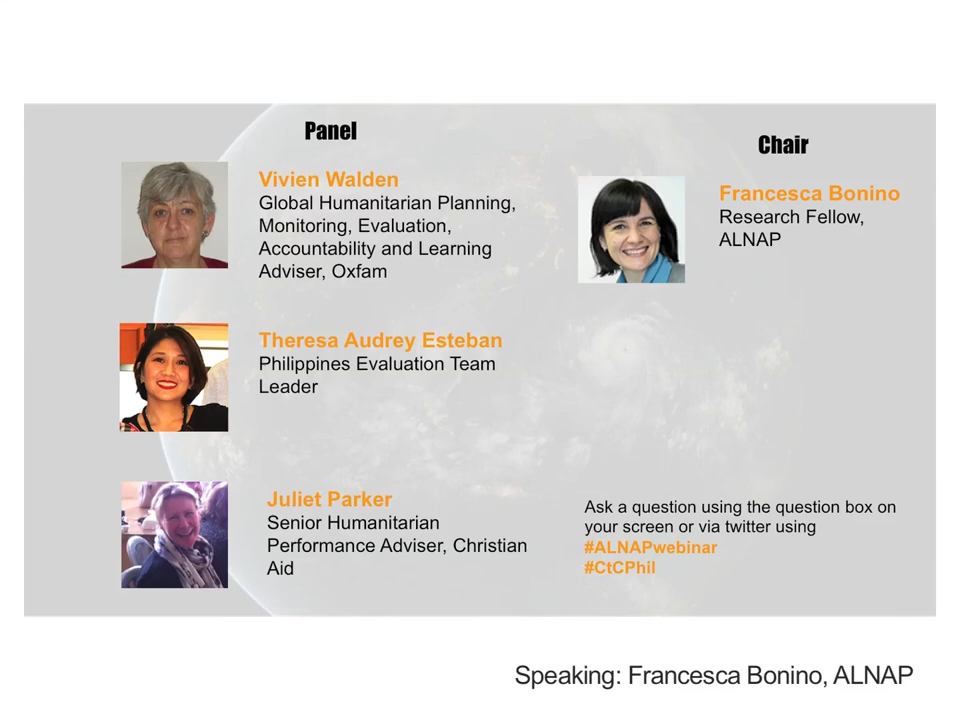 Panel
Vivien Walden
Global Humanitarian Planning,
Monitoring, Evaluation,
Accountability and Learning
Adviser, Oxfam
Theresa Audrey Esteban
Philippines Evaluation Team
Leader
Juliet Parker
Senior Humanitarian
Performance Adviser, Christian
Aid
Chair
Francesca Bonino
Research Fellow,
ALNAP
Ask a question using the question box on
your screen or via twitter using
#ALNAPwebinar
#CtCPhil
Speaking: Francesca Bonino, ALNAP